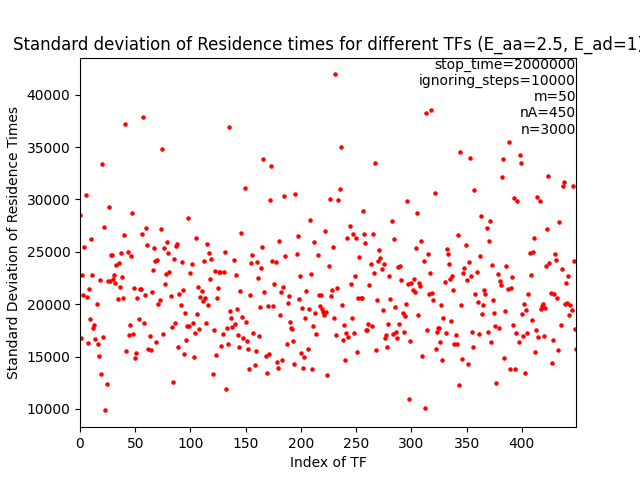 Standard deviation of Residence times for different TFs (E_aa=2.5, E_ad=1)
stop_time=2000000
ignoring_steps=10000
m=50
nA=450
n=3000
Standard Deviation of Residence Times
40000
35000
30000
25000
20000
15000
10000
0 50 100 150 200 250 300 350 400
Index of TF